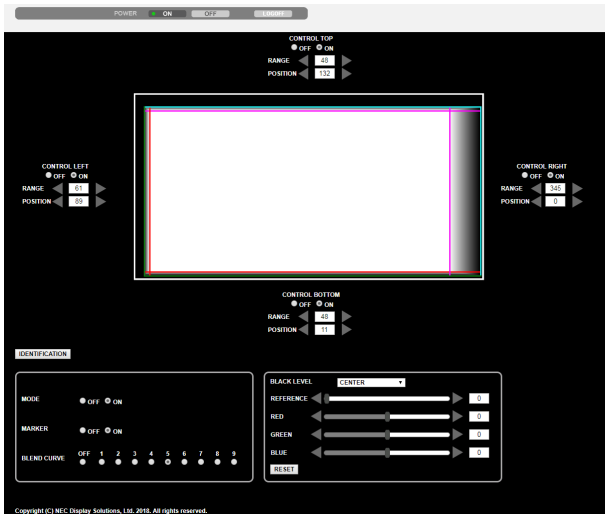 POWER ON OFF LOGOFF
CONTROL TOP
OFF ON
RANGE 48
POSITION 132
CONTROL LEFT
OFF ON
RANGE 61
POSITION 89
CONTROL RIGHT
OFF ON
RANGE 345
POSITION 0
CONTROL BOTTOM
OFF ON
RANGE 48
POSITION 11
IDENTIFICATION
MODE OFF ON
MARKER OFF ON
BLEND CURVE OFF 1 2 3 4 5 6 7 8 9
BLACK LEVEL CENTER
REFERENCE 0
RED 0
GREEN 0
BLUE 0
RESET
Copyright (C) NEC Display Solutions, Ltd. 2018. All rights reserved.